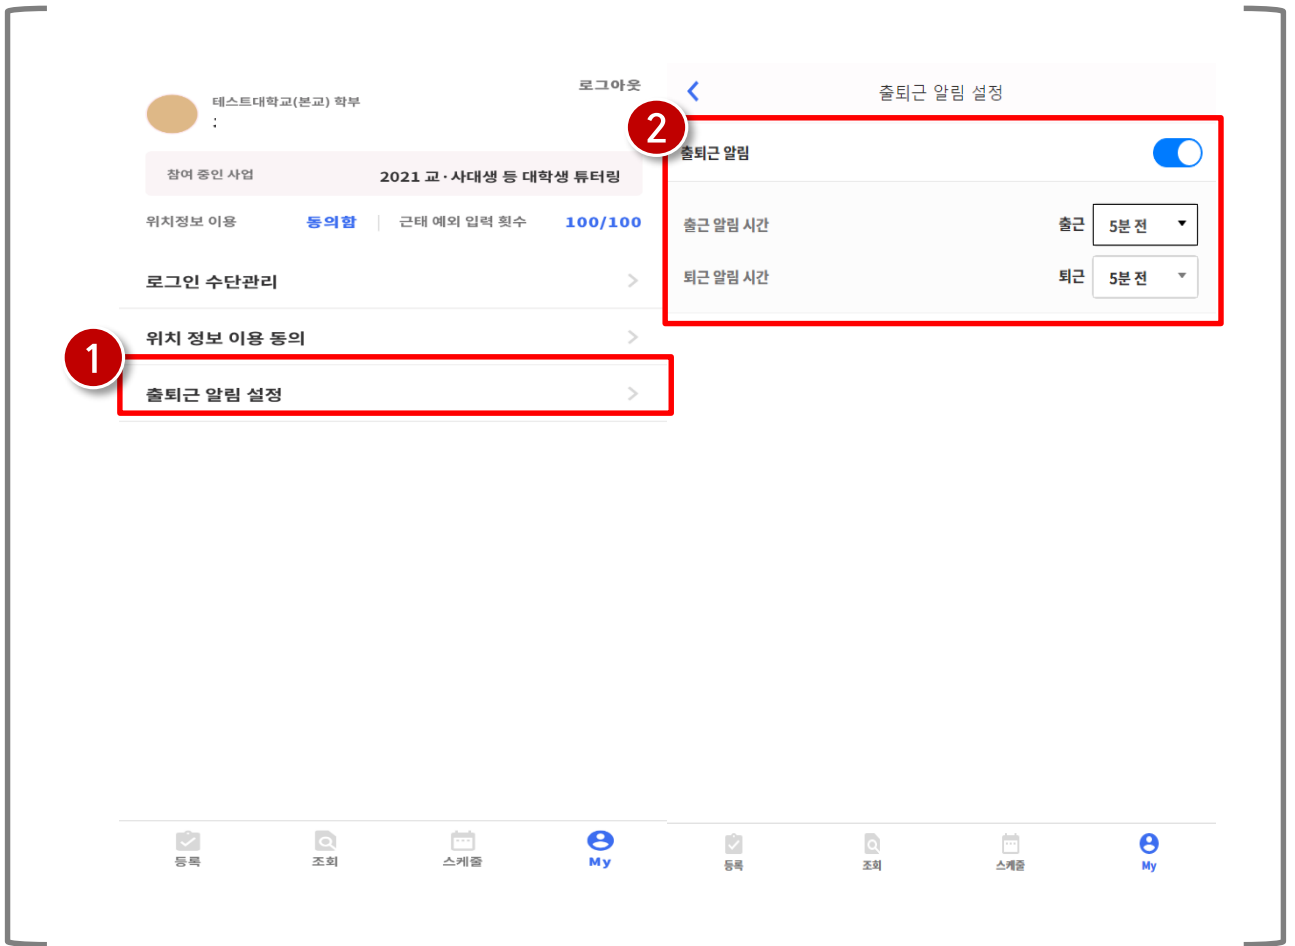 로그아웃
테스트대학교(본교) 학부
:
참여 중인 사업 2021 교·사대생 등 대학생 튜터링
위치정보 이용 동의함 근태 예외 입력 횟수 100/100
로그인 수단관리
위치 정보 이용 동의
1
출퇴근 알림 설정
등록 조회 스케줄 My
출퇴근 알림 설정
2
출퇴근 알림
출근 알림 시간 출근 5분 전
퇴근 알림 시간 퇴근 5분 전
등록 조회 스케줄 My